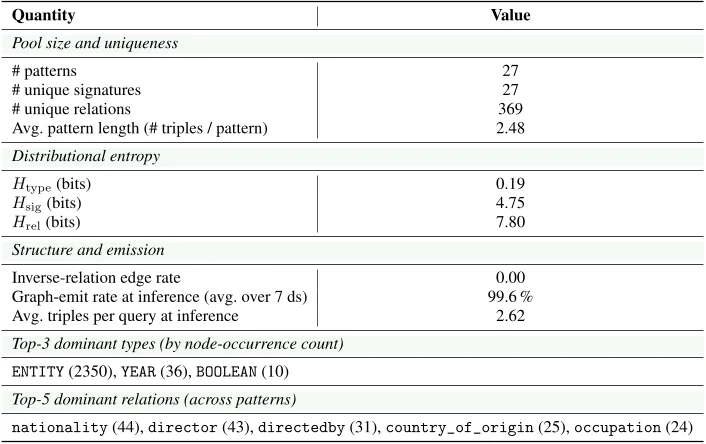 Quantity Value
Pool size and uniqueness
# patterns 27
# unique signatures 27
# unique relations 369
Avg. pattern length (# triples / pattern) 2.48
Distributional entropy
H_type (bits) 0.19
H_sig (bits) 4.75
H_rel (bits) 7.80
Structure and emission
Inverse-relation edge rate 0.00
Graph-emit rate at inference (avg. over 7 ds) 99.6 %
Avg. triples per query at inference 2.62
Top-3 dominant types (by node-occurrence count)
ENTITY (2350), YEAR (36), BOOLEAN (10)
Top-5 dominant relations (across patterns)
nationality (44), director (43), directedby (31), country_of_origin (25), occupation (24)